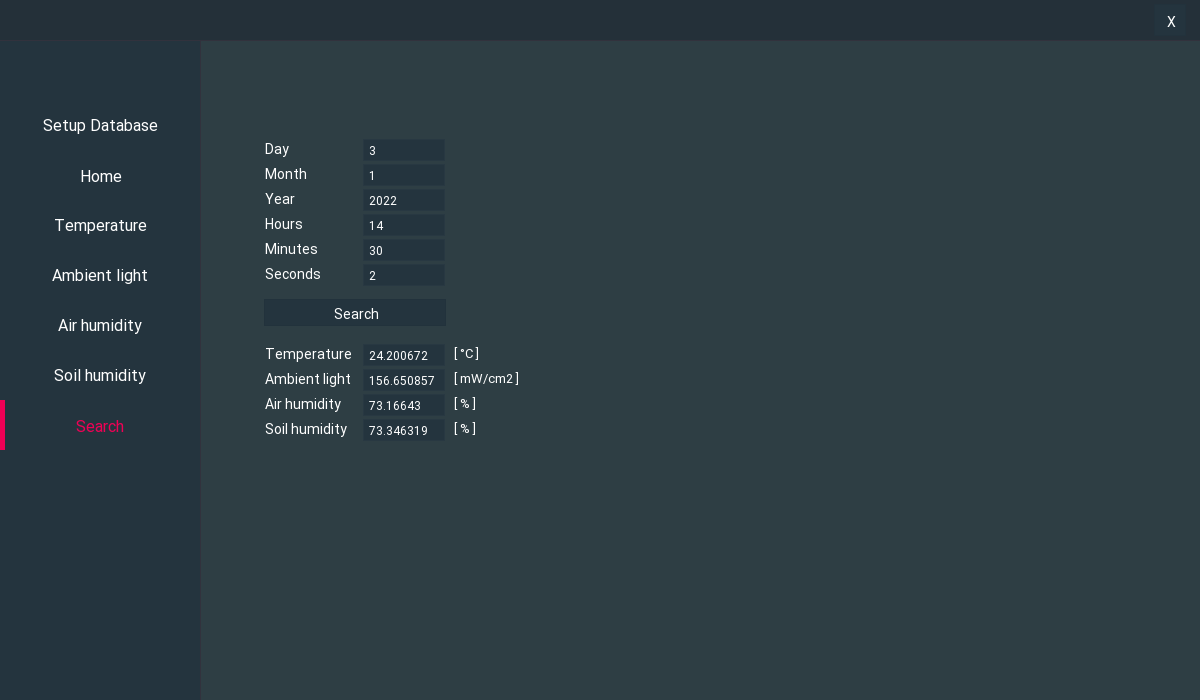 X
Setup Database
Home
Temperature
Ambient light
Air humidity
Soil humidity
Search
Day 3
Month 1
Year 2022
Hours 14
Minutes 30
Seconds 2
Search
Temperature 24.200672 [ °C ]
Ambient light 156.650857 [ mW/cm2 ]
Air humidity 73.16643 [ % ]
Soil humidity 73.346319 [ % ]